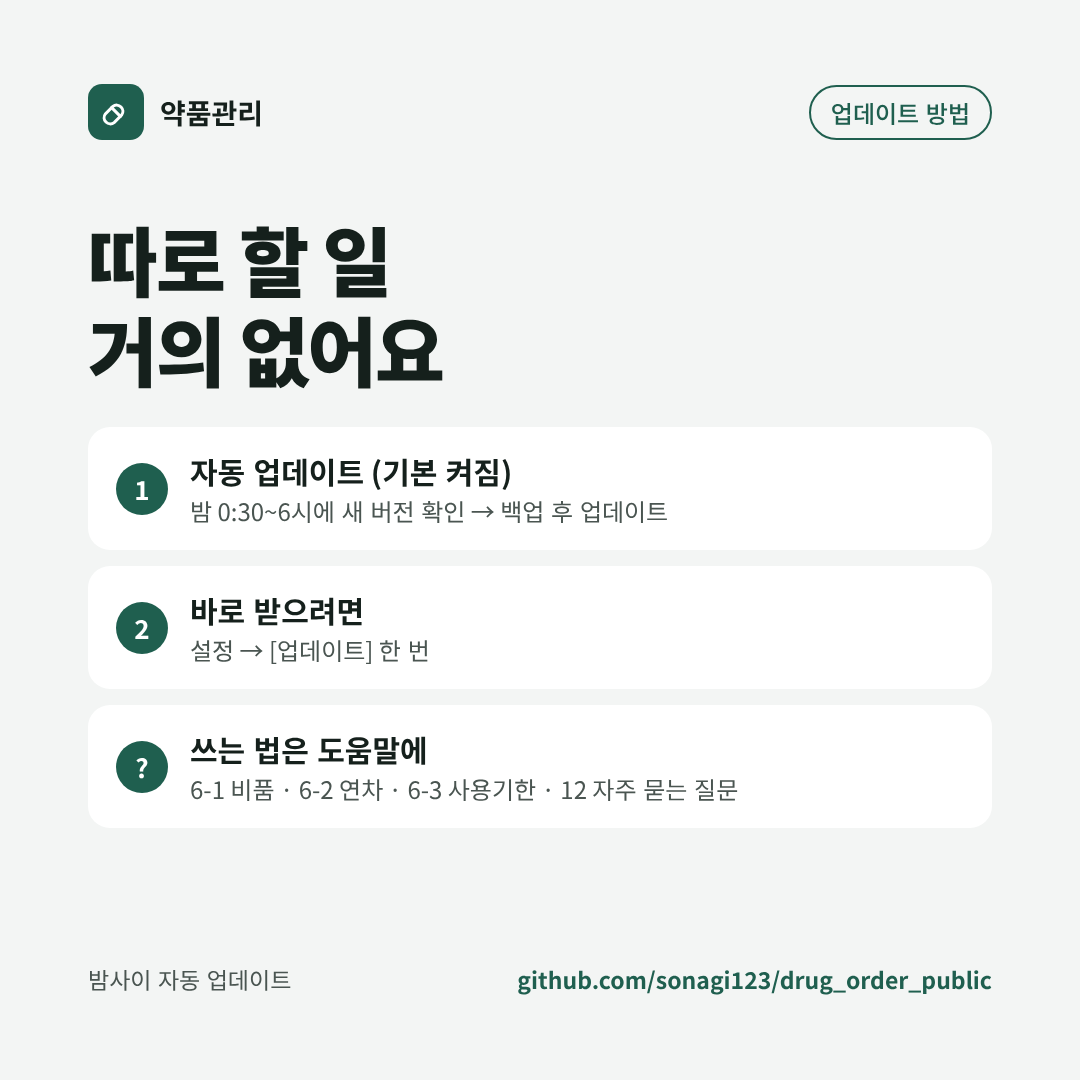 약품관리
업데이트 방법
따로 할 일
거의 없어요
1
자동 업데이트 (기본 켜짐)
밤 0:30~6시에 새 버전 확인 → 백업 후 업데이트
2
바로 받으려면
설정 → [업데이트] 한 번
?
쓰는 법은 도움말에
6-1 비품 · 6-2 연차 · 6-3 사용기한 · 12 자주 묻는 질문
밤사이 자동 업데이트
github.com/sonagi123/drug_order_public